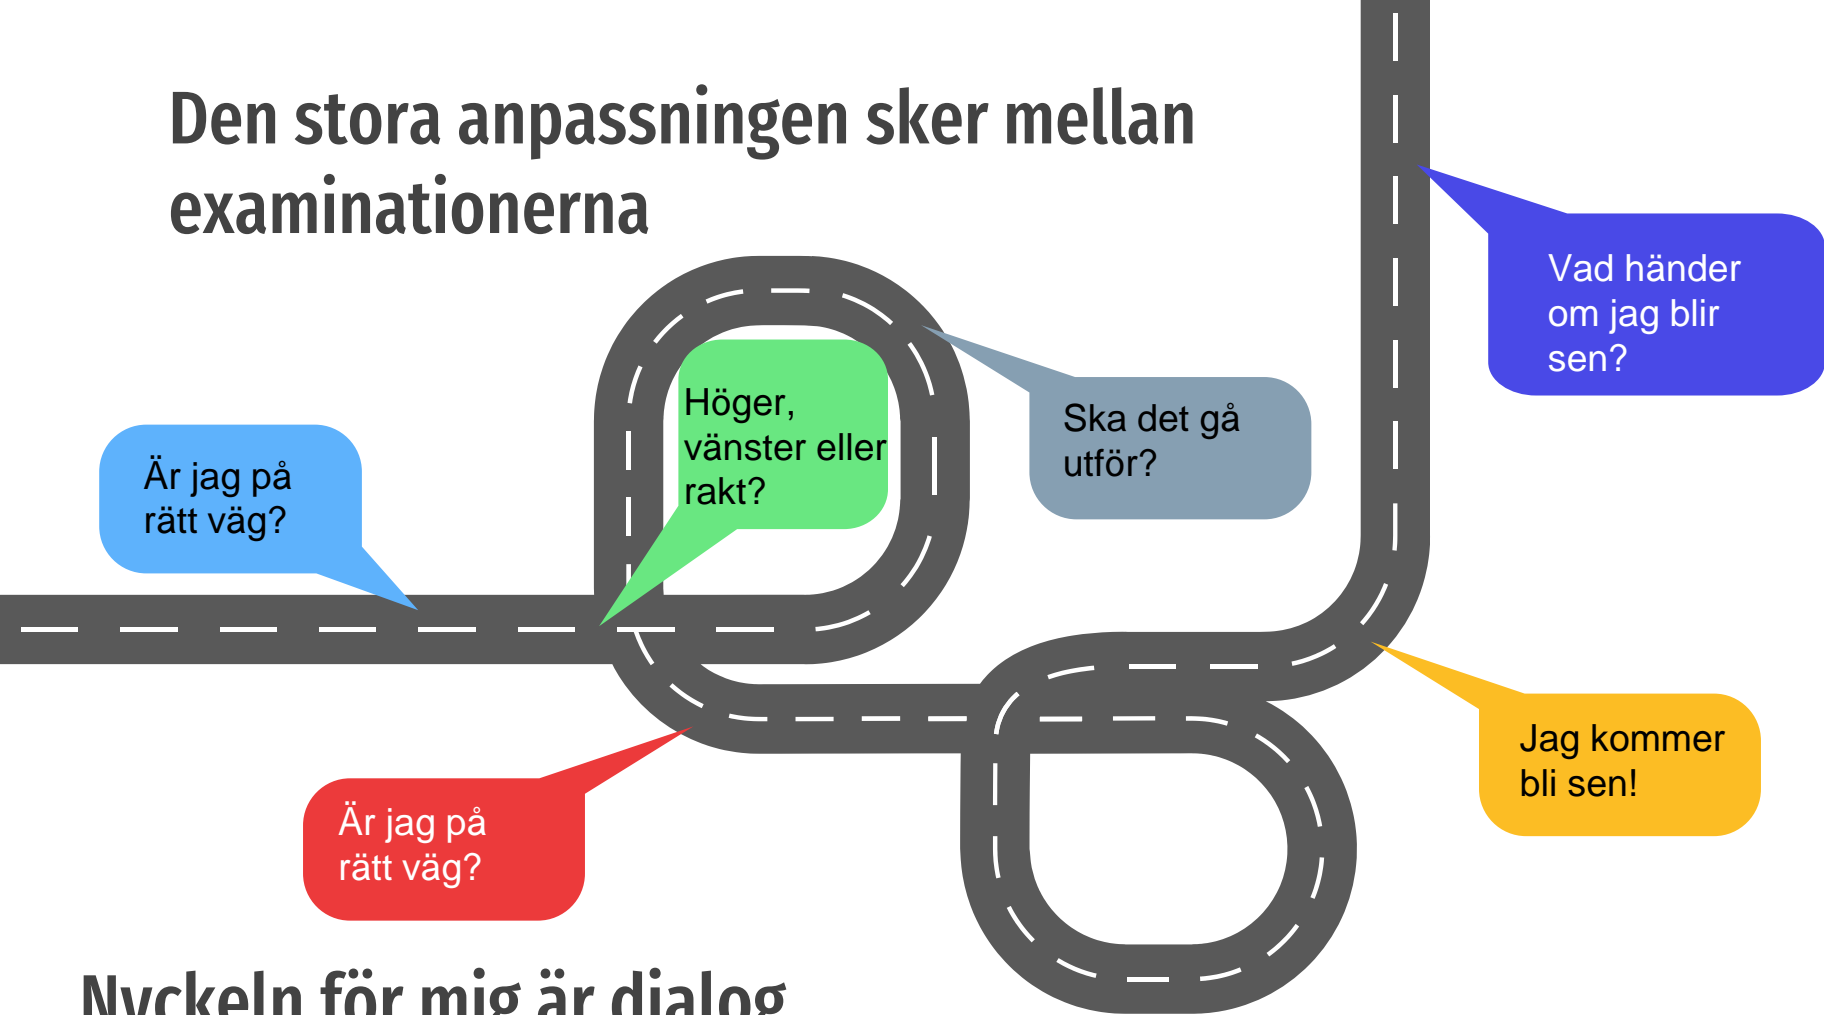 Den stora anpassningen sker mellan
examinationerna
Vad händer
om jag blir
sen?
Höger,
vänster eller
rakt?
Ska det gå
utför?
Är jag på
rätt väg?
Jag kommer
bli sen!
Är jag på
rätt väg?
Nyckeln för mig är dialog